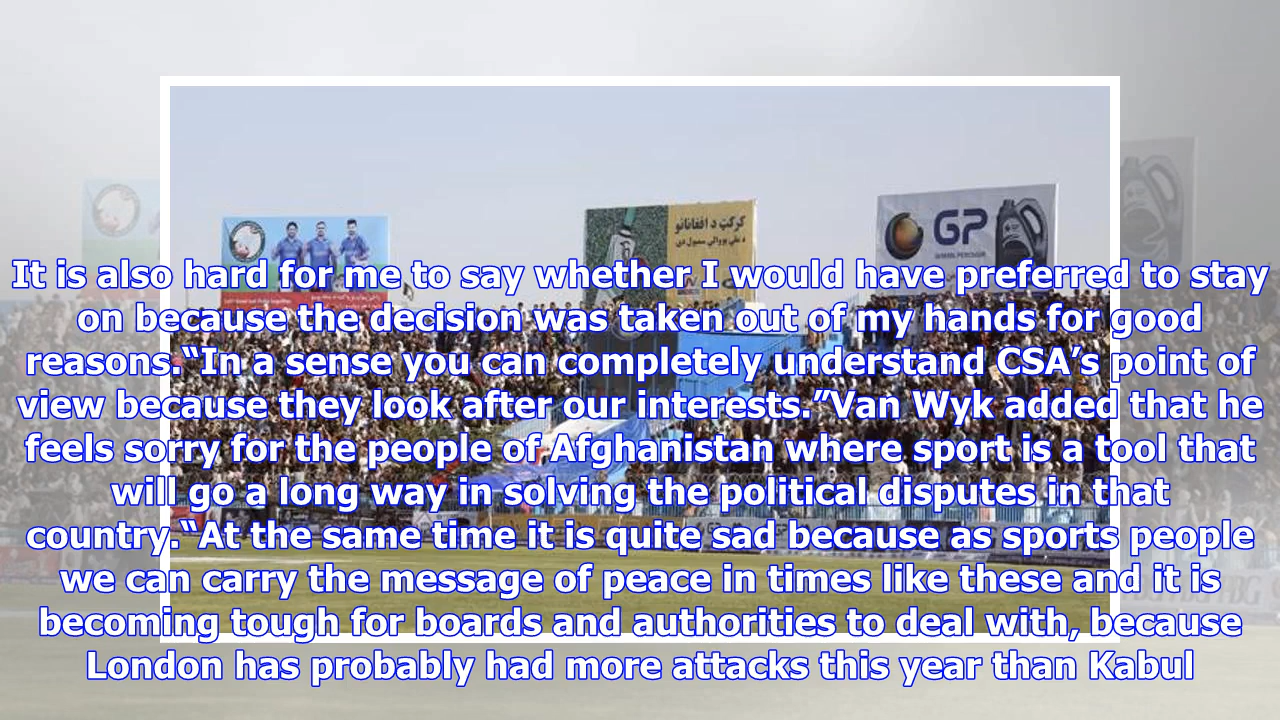 کرکټ د افغانانو
د ملي یووالي سمبول دی
GP
It is also hard for me to say whether I would have preferred to stay
on because the decision was taken out of my hands for good
reasons.“In a sense you can completely understand CSA’s point of
view because they look after our interests.”Van Wyk added that he
feels sorry for the people of Afghanistan where sport is a tool that
will go a long way in solving the political disputes in that
country.“At the same time it is quite sad because as sports people
we can carry the message of peace in times like these and it is
becoming tough for boards and authorities to deal with, because
London has probably had more attacks this year than Kabul